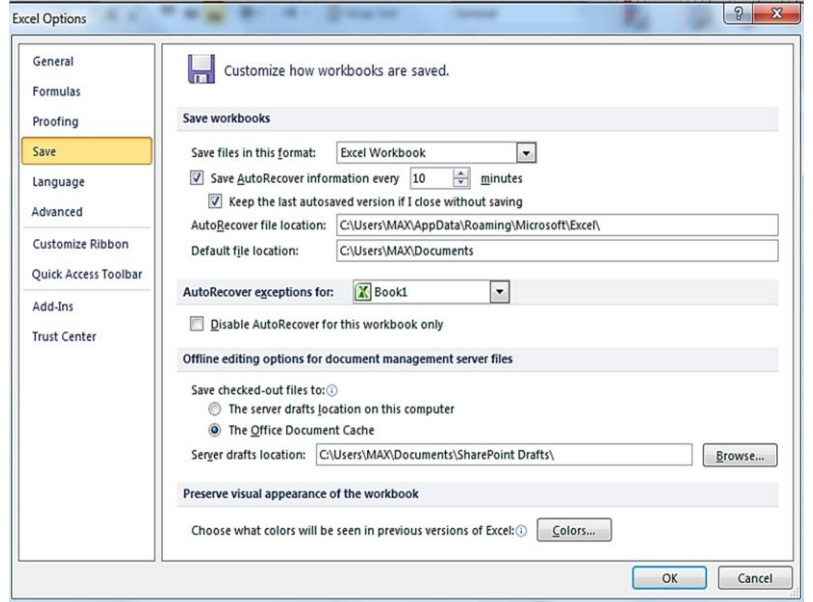 Excel Options
General
Formulas
Proofing
Save
Language
Advanced
Customize Ribbon
Quick Access Toolbar
Add-Ins
Trust Center
Customize how workbooks are saved.
Save workbooks
Save files in this format: Excel Workbook
Save AutoRecover information every 10 minutes
Keep the last autosaved version if I close without saving
AutoRecover file location: C:\Users\MAX\AppData\Roaming\Microsoft\Excel\
Default file location: C:\Users\MAX\Documents
AutoRecover exceptions for: Book1
Disable AutoRecover for this workbook only
Offline editing options for document management server files
Save checked-out files to:
The server drafts location on this computer
The Office Document Cache
Server drafts location: C:\Users\MAX\Documents\SharePoint Drafts\
Browse...
Preserve visual appearance of the workbook
Choose what colors will be seen in previous versions of Excel: Colors...
OK Cancel